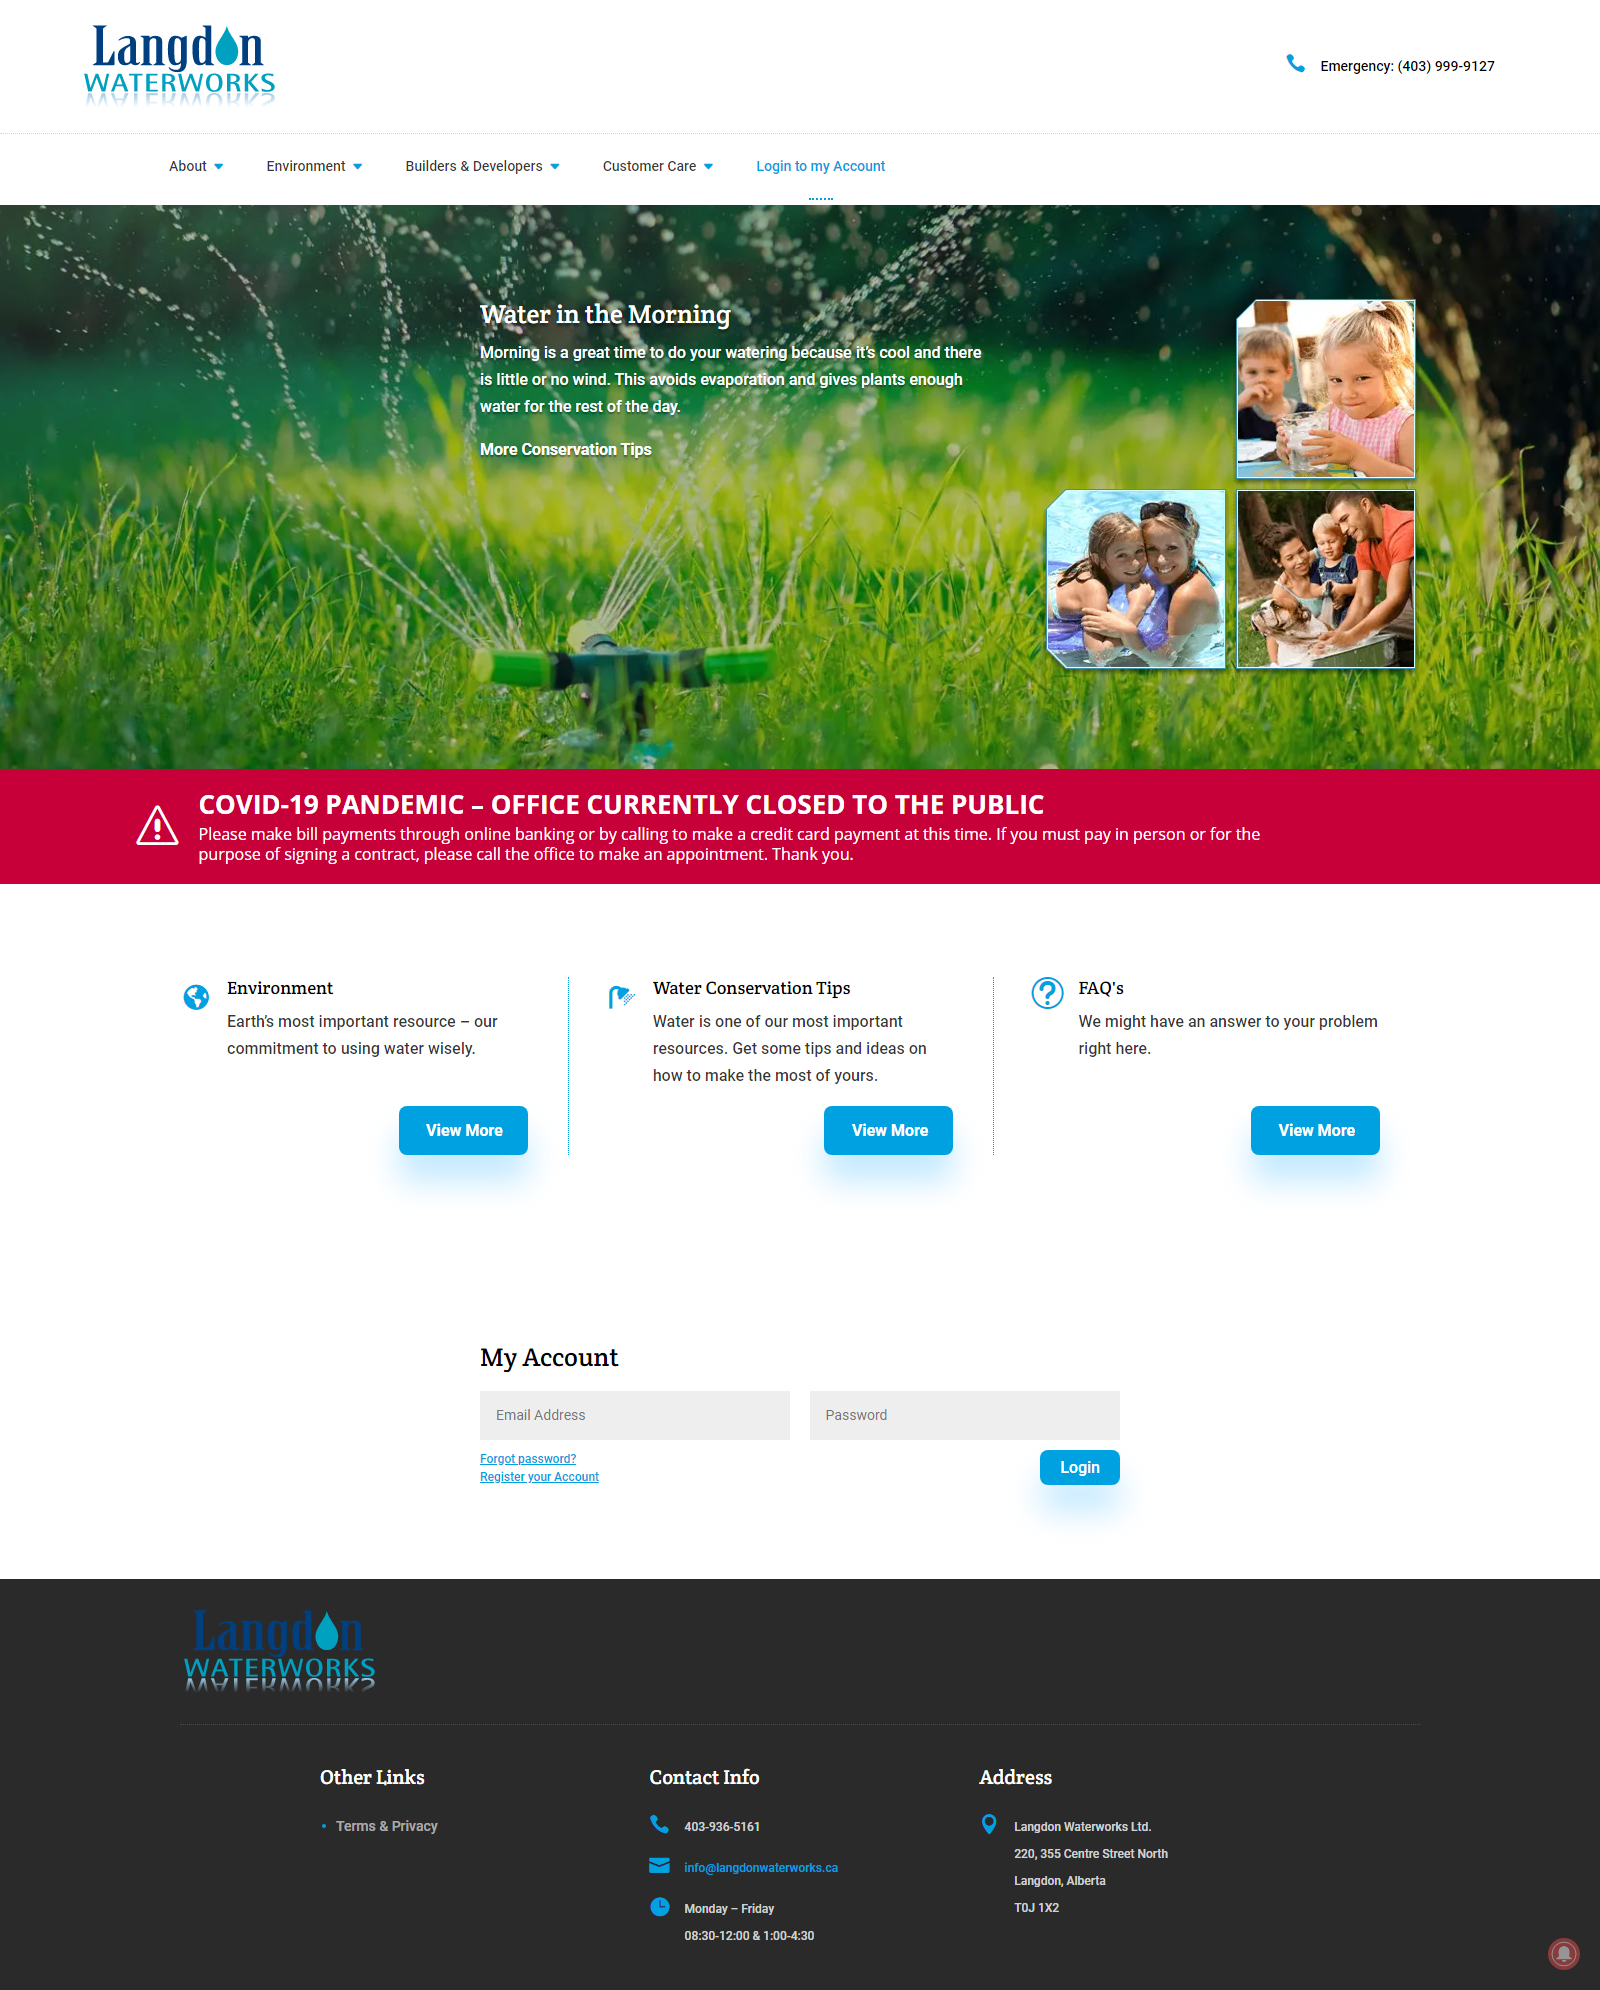 Langdon
WATERWORKS
Emergency: (403) 999-9127
About
Environment
Builders & Developers
Customer Care
Login to my Account
Water in the Morning
Morning is a great time to do your watering because it’s cool and there
is little or no wind. This avoids evaporation and gives plants enough
water for the rest of the day.
More Conservation Tips
COVID-19 PANDEMIC – OFFICE CURRENTLY CLOSED TO THE PUBLIC
Please make bill payments through online banking or by calling to make a credit card payment at this time. If you must pay in person or for the
purpose of signing a contract, please call the office to make an appointment. Thank you.
Environment
Earth’s most important resource – our
commitment to using water wisely.
View More
Water Conservation Tips
Water is one of our most important
resources. Get some tips and ideas on
how to make the most of yours.
View More
FAQ's
We might have an answer to your problem
right here.
View More
My Account
Email Address
Password
Forgot password?
Register your Account
Login
Langdon
WATERWORKS
Other Links
Terms & Privacy
Contact Info
403-936-5161
info@langdonwaterworks.ca
Monday – Friday
08:30-12:00 & 1:00-4:30
Address
Langdon Waterworks Ltd.
220, 355 Centre Street North
Langdon, Alberta
T0J 1X2